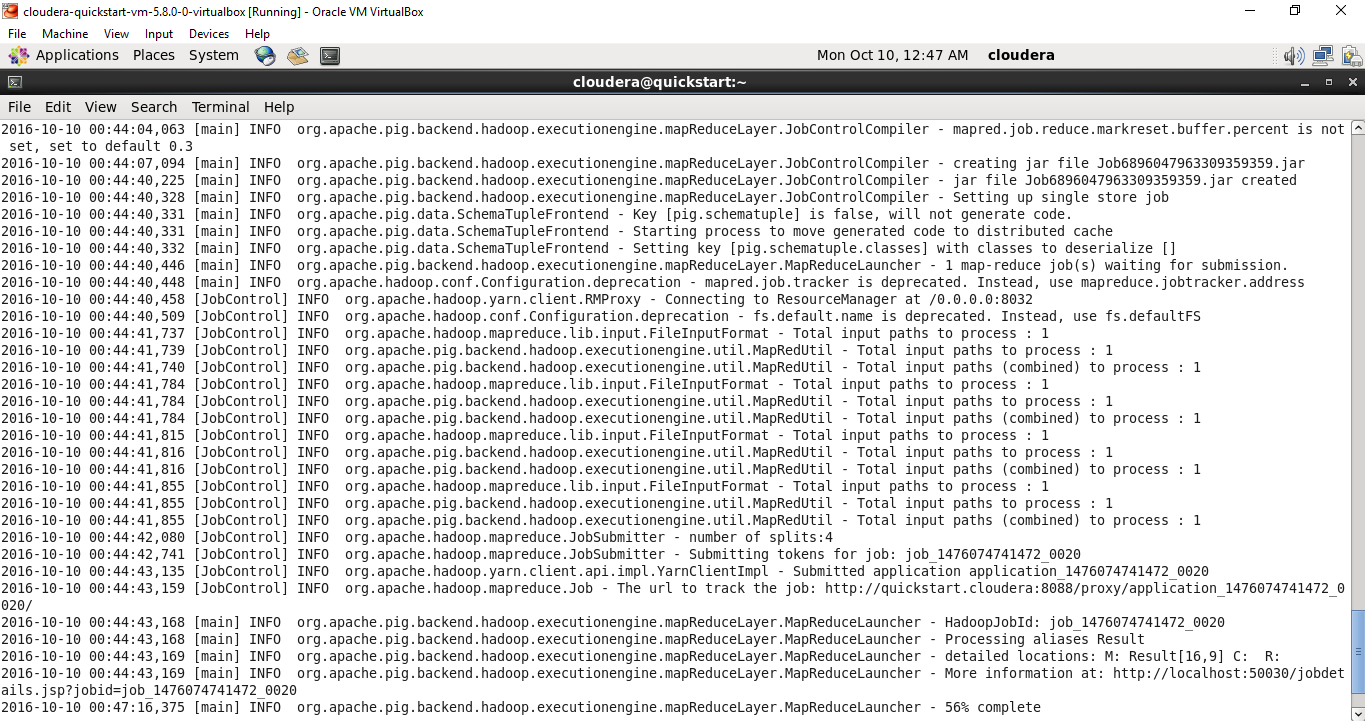 cloudera-quickstart-vm-5.8.0-0-virtualbox [Running] - Oracle VM VirtualBox
File Machine View Input Devices Help
Applications Places System Mon Oct 10, 12:47 AM cloudera
cloudera@quickstart:~
File Edit View Search Terminal Help
2016-10-10 00:44:04,063 [main] INFO  org.apache.pig.backend.hadoop.executionengine.mapReduceLayer.JobControlCompiler - mapred.job.reduce.markreset.buffer.percent is not
 set, set to default 0.3
2016-10-10 00:44:07,094 [main] INFO  org.apache.pig.backend.hadoop.executionengine.mapReduceLayer.JobControlCompiler - creating jar file Job6896047963309359359.jar
2016-10-10 00:44:40,225 [main] INFO  org.apache.pig.backend.hadoop.executionengine.mapReduceLayer.JobControlCompiler - jar file Job6896047963309359359.jar created
2016-10-10 00:44:40,328 [main] INFO  org.apache.pig.backend.hadoop.executionengine.mapReduceLayer.JobControlCompiler - Setting up single store job
2016-10-10 00:44:40,331 [main] INFO  org.apache.pig.data.SchemaTupleFrontend - Key [pig.schematuple] is false, will not generate code.
2016-10-10 00:44:40,331 [main] INFO  org.apache.pig.data.SchemaTupleFrontend - Starting process to move generated code to distributed cache
2016-10-10 00:44:40,332 [main] INFO  org.apache.pig.data.SchemaTupleFrontend - Setting key [pig.schematuple.classes] with classes to deserialize []
2016-10-10 00:44:40,446 [main] INFO  org.apache.pig.backend.hadoop.executionengine.mapReduceLayer.MapReduceLauncher - 1 map-reduce job(s) waiting for submission.
2016-10-10 00:44:40,448 [main] INFO  org.apache.hadoop.conf.Configuration.deprecation - mapred.job.tracker is deprecated. Instead, use mapreduce.jobtracker.address
2016-10-10 00:44:40,458 [JobControl] INFO  org.apache.hadoop.yarn.client.RMProxy - Connecting to ResourceManager at /0.0.0.0:8032
2016-10-10 00:44:40,509 [JobControl] INFO  org.apache.hadoop.conf.Configuration.deprecation - fs.default.name is deprecated. Instead, use fs.defaultFS
2016-10-10 00:44:41,737 [JobControl] INFO  org.apache.hadoop.mapreduce.lib.input.FileInputFormat - Total input paths to process : 1
2016-10-10 00:44:41,739 [JobControl] INFO  org.apache.pig.backend.hadoop.executionengine.util.MapRedUtil - Total input paths to process : 1
2016-10-10 00:44:41,740 [JobControl] INFO  org.apache.pig.backend.hadoop.executionengine.util.MapRedUtil - Total input paths (combined) to process : 1
2016-10-10 00:44:41,784 [JobControl] INFO  org.apache.hadoop.mapreduce.lib.input.FileInputFormat - Total input paths to process : 1
2016-10-10 00:44:41,784 [JobControl] INFO  org.apache.pig.backend.hadoop.executionengine.util.MapRedUtil - Total input paths to process : 1
2016-10-10 00:44:41,784 [JobControl] INFO  org.apache.pig.backend.hadoop.executionengine.util.MapRedUtil - Total input paths (combined) to process : 1
2016-10-10 00:44:41,815 [JobControl] INFO  org.apache.hadoop.mapreduce.lib.input.FileInputFormat - Total input paths to process : 1
2016-10-10 00:44:41,816 [JobControl] INFO  org.apache.pig.backend.hadoop.executionengine.util.MapRedUtil - Total input paths to process : 1
2016-10-10 00:44:41,816 [JobControl] INFO  org.apache.pig.backend.hadoop.executionengine.util.MapRedUtil - Total input paths (combined) to process : 1
2016-10-10 00:44:41,855 [JobControl] INFO  org.apache.hadoop.mapreduce.lib.input.FileInputFormat - Total input paths to process : 1
2016-10-10 00:44:41,855 [JobControl] INFO  org.apache.pig.backend.hadoop.executionengine.util.MapRedUtil - Total input paths to process : 1
2016-10-10 00:44:41,855 [JobControl] INFO  org.apache.pig.backend.hadoop.executionengine.util.MapRedUtil - Total input paths (combined) to process : 1
2016-10-10 00:44:42,080 [JobControl] INFO  org.apache.hadoop.mapreduce.JobSubmitter - number of splits:4
2016-10-10 00:44:42,741 [JobControl] INFO  org.apache.hadoop.mapreduce.JobSubmitter - Submitting tokens for job: job_1476074741472_0020
2016-10-10 00:44:43,135 [JobControl] INFO  org.apache.hadoop.yarn.client.api.impl.YarnClientImpl - Submitted application application_1476074741472_0020
2016-10-10 00:44:43,159 [JobControl] INFO  org.apache.hadoop.mapreduce.Job - The url to track the job: http://quickstart.cloudera:8088/proxy/application_1476074741472_0
020/
2016-10-10 00:44:43,168 [main] INFO  org.apache.pig.backend.hadoop.executionengine.mapReduceLayer.MapReduceLauncher - HadoopJobId: job_1476074741472_0020
2016-10-10 00:44:43,168 [main] INFO  org.apache.pig.backend.hadoop.executionengine.mapReduceLayer.MapReduceLauncher - Processing aliases Result
2016-10-10 00:44:43,169 [main] INFO  org.apache.pig.backend.hadoop.executionengine.mapReduceLayer.MapReduceLauncher - detailed locations: M: Result[16,9] C:  R:
2016-10-10 00:44:43,169 [main] INFO  org.apache.pig.backend.hadoop.executionengine.mapReduceLayer.MapReduceLauncher - More information at: http://localhost:50030/jobdet
ails.jsp?jobid=job_1476074741472_0020
2016-10-10 00:47:16,375 [main] INFO  org.apache.pig.backend.hadoop.executionengine.mapReduceLayer.MapReduceLauncher - 56% complete